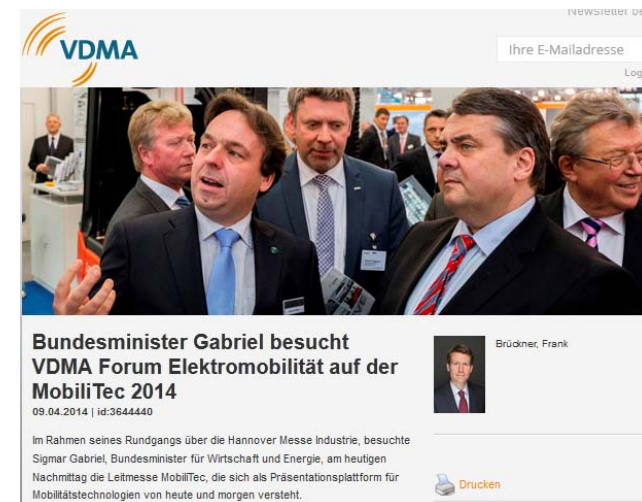 Newsletter be
VDMA
Ihre E-Mailadresse
Log
Bundesminister Gabriel besucht
VDMA Forum Elektromobilität auf der
MobiliTec 2014
09.04.2014 | id:3644440
Brückner, Frank
Im Rahmen seines Rundgangs über die Hannover Messe Industrie, besuchte
Sigmar Gabriel, Bundesminister für Wirtschaft und Energie, am heutigen
Nachmittag die Leitmesse MobiliTec, die sich als Präsentationsplattform für
Mobilitätstechnologien von heute und morgen versteht.
Drucken